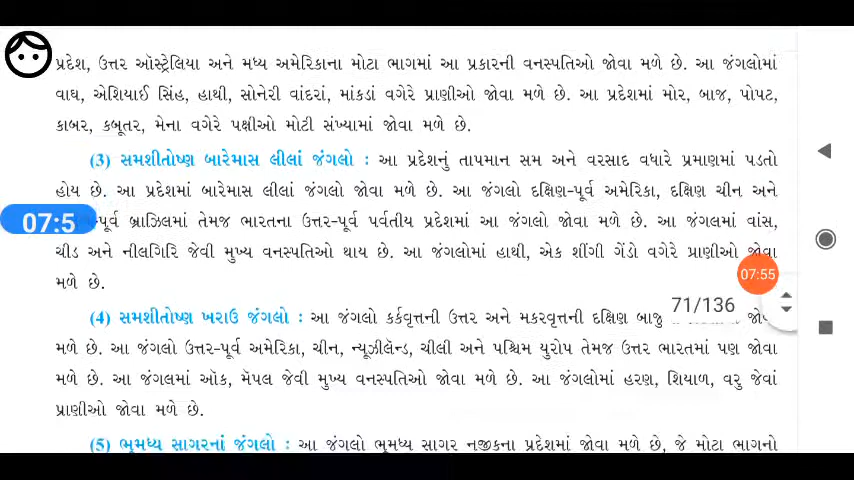 પ્રદેશ, ઉત્તર ઑસ્ટ્રેલિયા અને મધ્ય અમેરિકાના મોટા ભાગમાં આ પ્રકારની વનસ્પતિઓ જોવા મળે છે. આ જંગલોમાં
વાઘ, એશિયાઈ સિંહ, હાથી, સોનેરી વાંદરાં, માંકડાં વગેરે પ્રાણીઓ જોવા મળે છે. આ પ્રદેશમાં મોર, બાજ, પોપટ,
કાબર, કબૂતર, મેના વગેરે પક્ષીઓ મોટી સંખ્યામાં જોવા મળે છે.
(3) સમશીતોષ્ણ બારેમાસ લીલાં જંગલો : આ પ્રદેશનું તાપમાન સમ અને વરસાદ વધારે પ્રમાણમાં પડતો
હોય છે. આ પ્રદેશમાં બારેમાસ લીલાં જંગલો જોવા મળે છે. આ જંગલો દક્ષિણ-પૂર્વ અમેરિકા, દક્ષિણ ચીન અને
07:5
-પૂર્વ બ્રાઝિલમાં તેમજ ભારતના ઉત્તર-પૂર્વ પર્વતીય પ્રદેશમાં આ જંગલો જોવા મળે છે. આ જંગલમાં વાંસ,
ચીડ અને નીલગિરિ જેવી મુખ્ય વનસ્પતિઓ થાય છે. આ જંગલોમાં હાથી, એક શીંગી ગેંડો વગેરે પ્રાણીઓ જોવા
મળે છે.
07:55
71/136
(4) સમશીતોષ્ણ ખરાઉ જંગલો : આ જંગલો કર્કવૃત્તની ઉત્તર અને મકરવૃત્તની દક્ષિણ બાજુ
મળે છે. આ જંગલો ઉત્તર-પૂર્વ અમેરિકા, ચીન, ન્યૂઝીલેન્ડ, ચીલી અને પશ્ચિમ યુરોપ તેમજ ઉત્તર ભારતમાં પણ જોવા
મળે છે. આ જંગલમાં ઑક, મૅપલ જેવી મુખ્ય વનસ્પતિઓ જોવા મળે છે. આ જંગલોમાં હરણ, શિયાળ, વરુ જેવાં
પ્રાણીઓ જોવા મળે છે.
(5) ભૂમધ્ય સાગરનાં જંગલો : આ જંગલો ભૂમધ્ય સાગર નજીકના પ્રદેશમાં જોવા મળે છે, જે મોટા ભાગનો